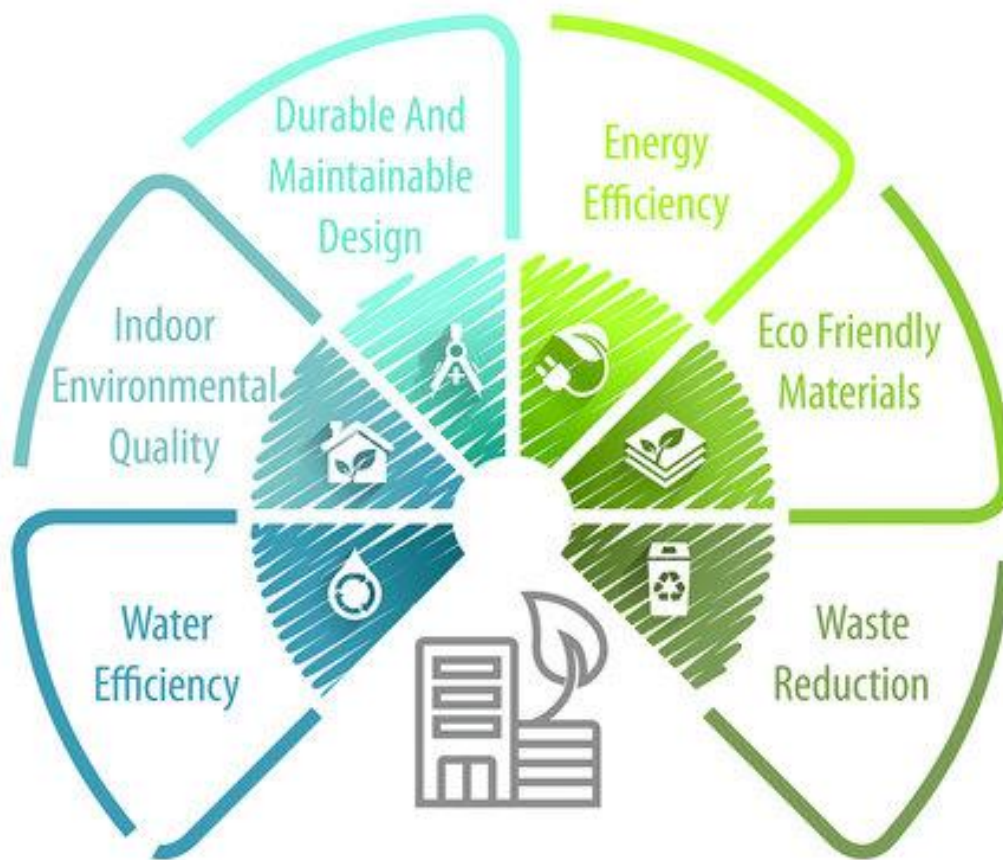 Durable And
Maintainable
Design
Energy
Efficiency
Indoor
Environmental
Quality
Eco Friendly
Materials
Water
Efficiency
Waste
Reduction